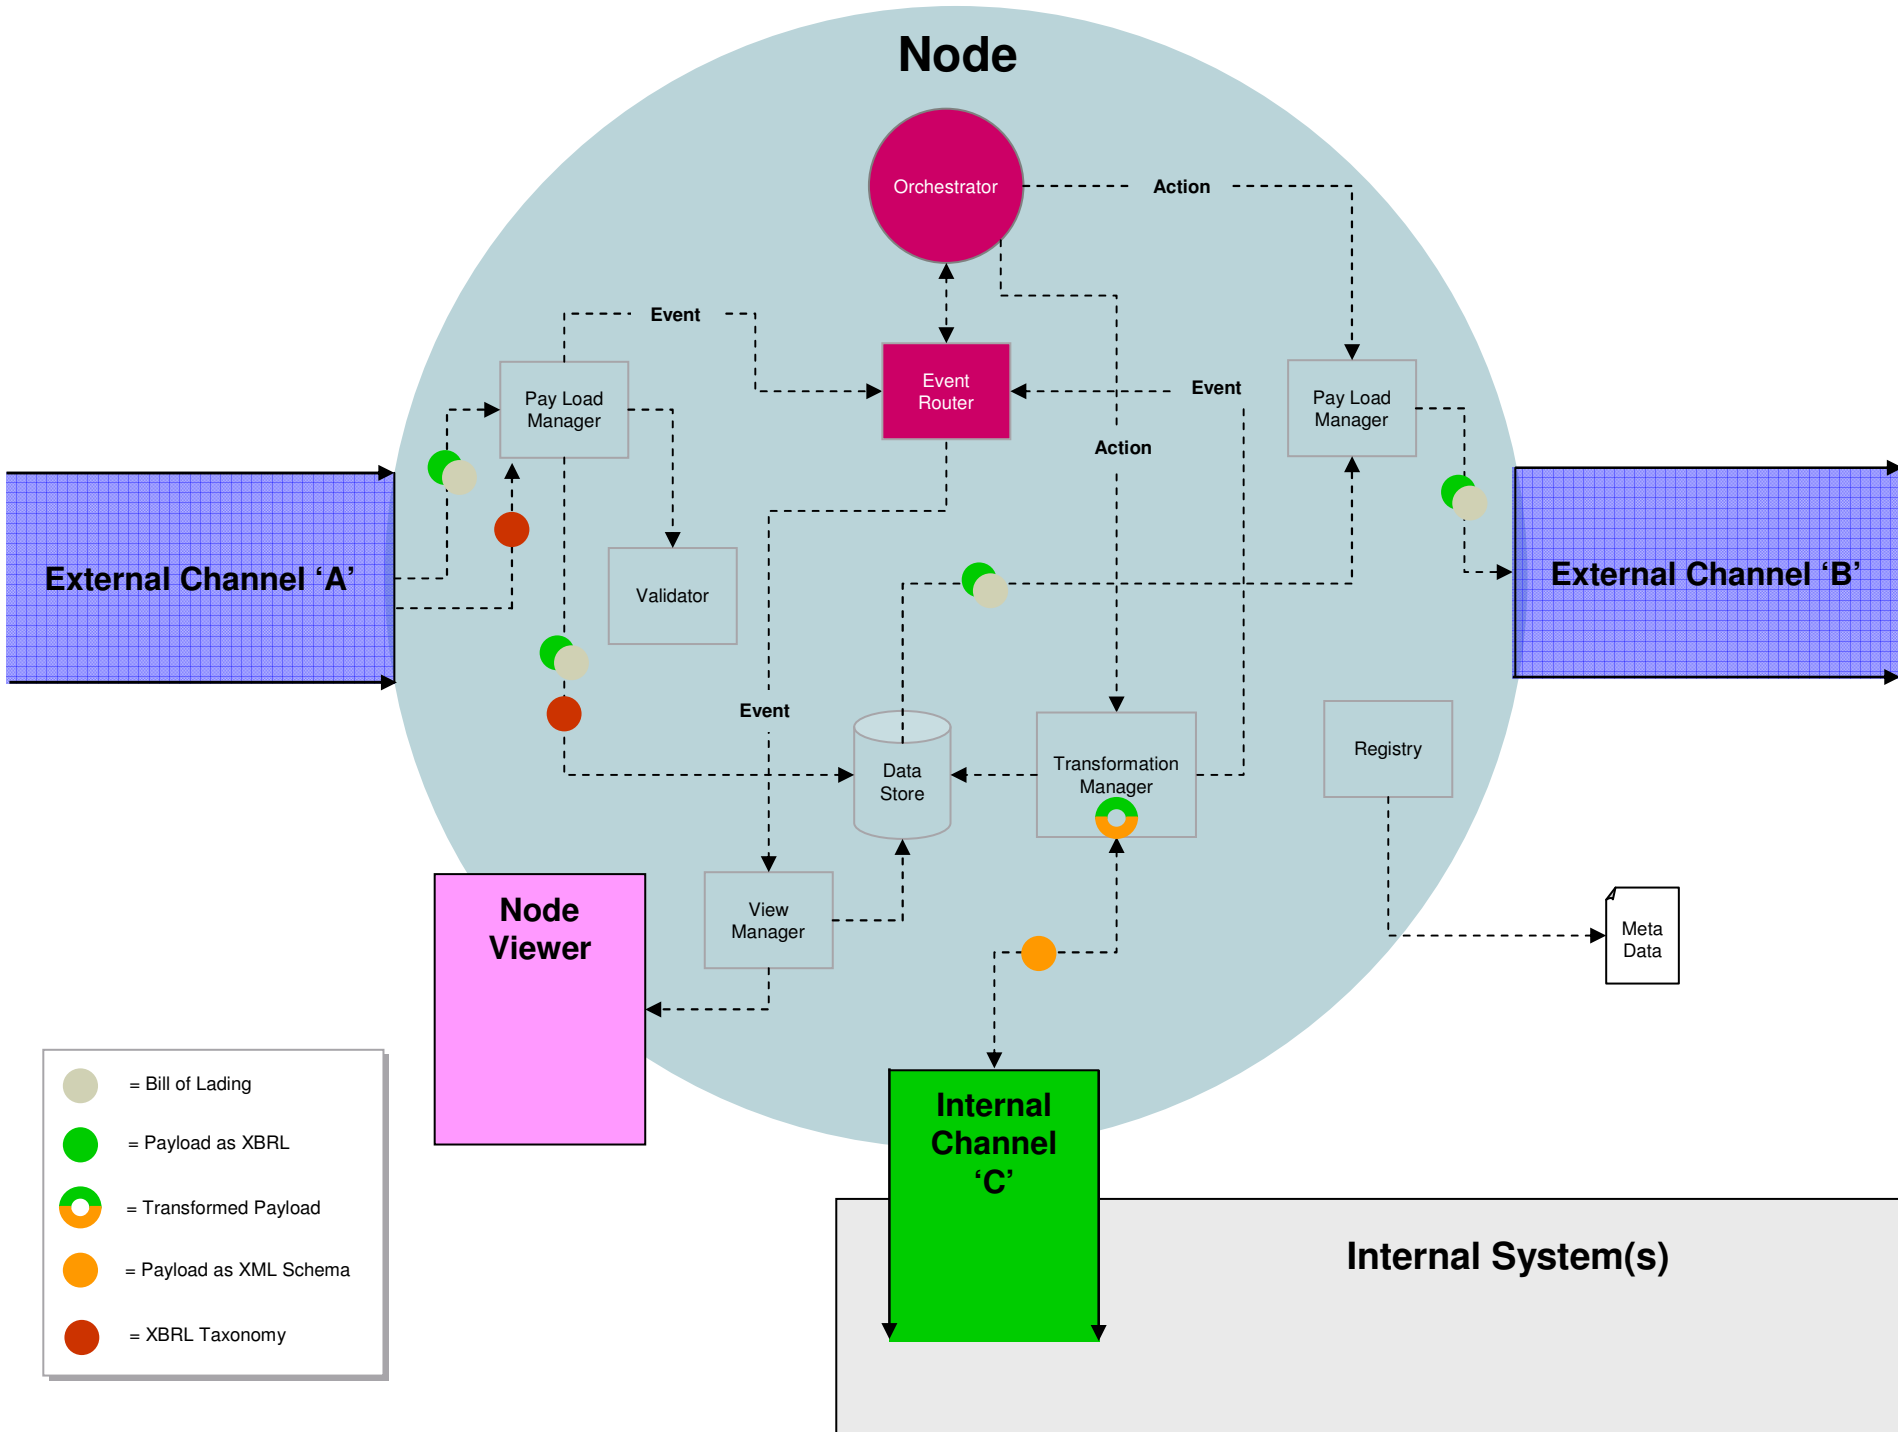 Node
Orchestrator
Action
Event
Event
Router
Event
Pay Load
Manager
Pay Load
Manager
Action
External Channel ‘A’
External Channel ‘B’
Validator
Event
Data
Store
Transformation
Manager
Registry
Node
Viewer
View
Manager
Meta
Data
= Bill of Lading
= Payload as XBRL
= Transformed Payload
= Payload as XML Schema
= XBRL Taxonomy
Internal
Channel
‘C’
Internal System(s)